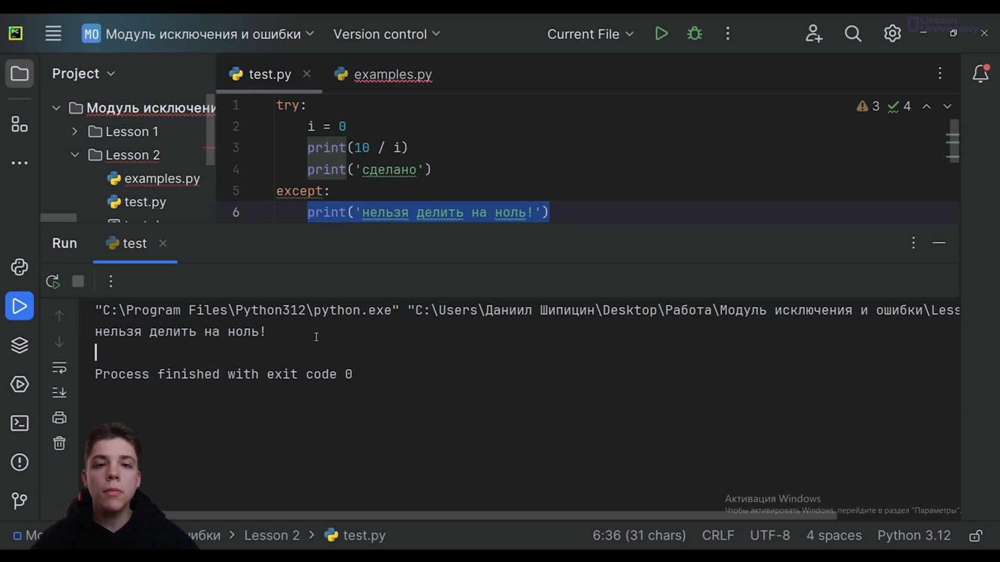 PC
MO Модуль исключения и ошибки
Version control
Current File
Urban University
Project
test.py
examples.py
Модуль исключени
Lesson 1
Lesson 2
examples.py
test.py
1 try:
2 i = 0
3 print(10 / i)
4 print('сделано')
5 except:
6 print('нельзя делить на ноль!')
3 4
Run
test
"C:\Program Files\Python312\python.exe" "C:\Users\Даниил Шипицин\Desktop\Работа\Модуль исключения и ошибки\Less
нельзя делить на ноль!
Process finished with exit code 0
Активация Windows
Чтобы активировать Windows, перейдите в раздел "Параметры".
Lesson 2 > test.py
6:36 (31 chars) CRLF UTF-8 4 spaces Python 3.12